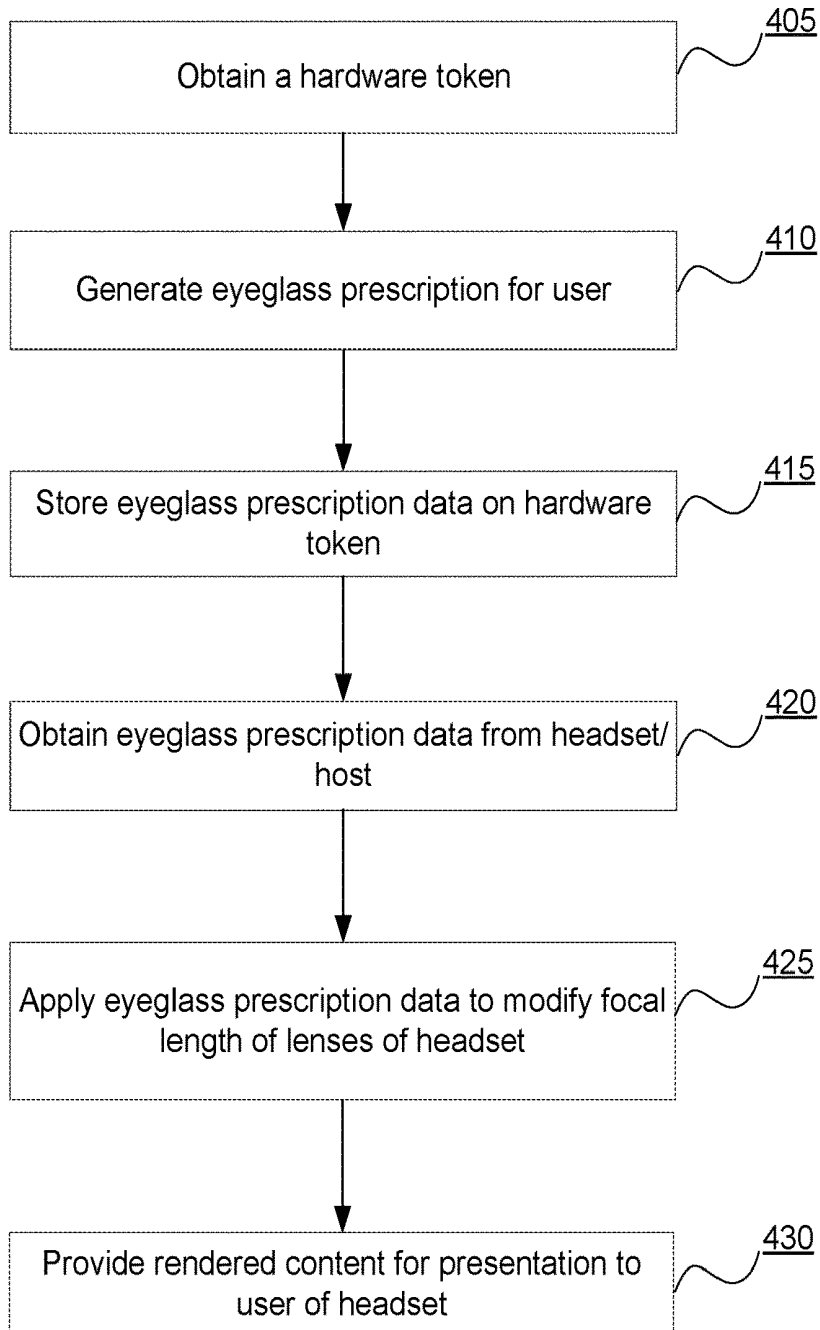 405
Obtain a hardware token
410
Generate eyeglass prescription for user
415
Store eyeglass prescription data on hardware
token
420
Obtain eyeglass prescription data from headset/
host
425
Apply eyeglass prescription data to modify focal
length of lenses of headset
430
Provide rendered content for presentation to
user of headset